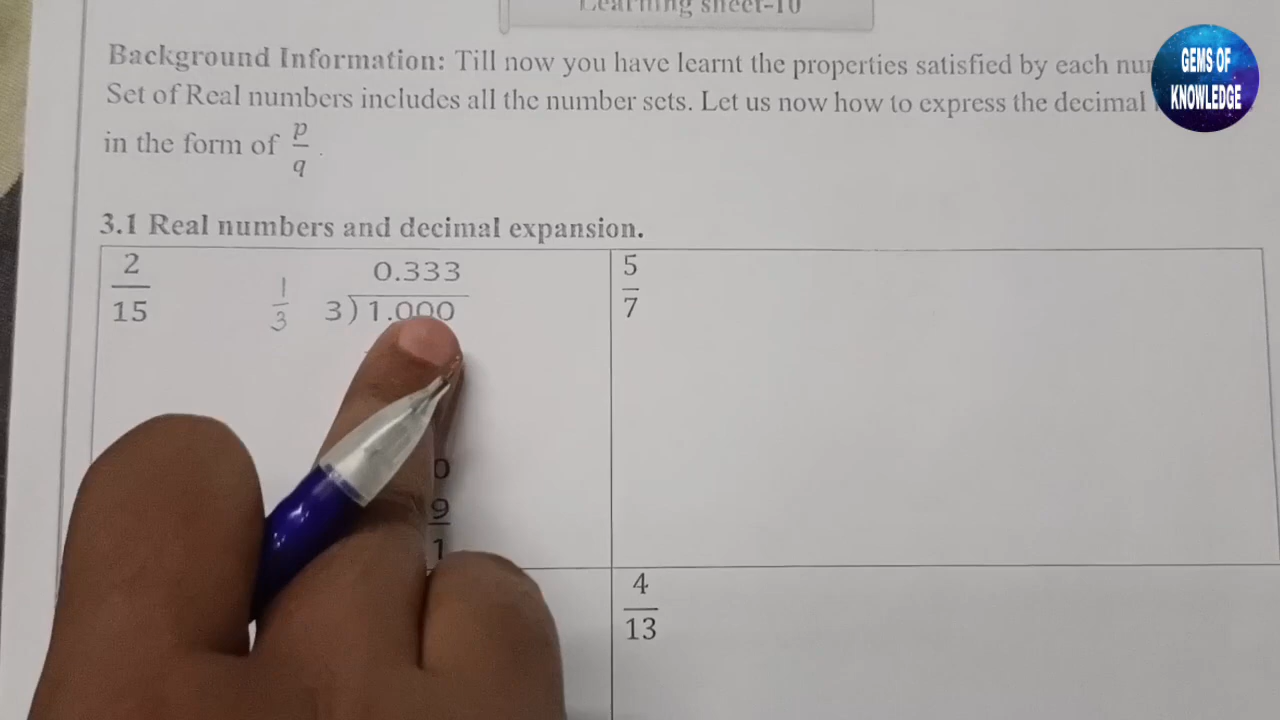 Learning sheet-10
GEMS OF
KNOWLEDGE
Background Information: Till now you have learnt the properties satisfied by each
Set of Real numbers includes all the number sets. Let us now how to express the decimal
in the form of p/q .
3.1 Real numbers and decimal expansion.
2/15
1/3
0.333
3) 1.000
0
9
1
5/7
4/13